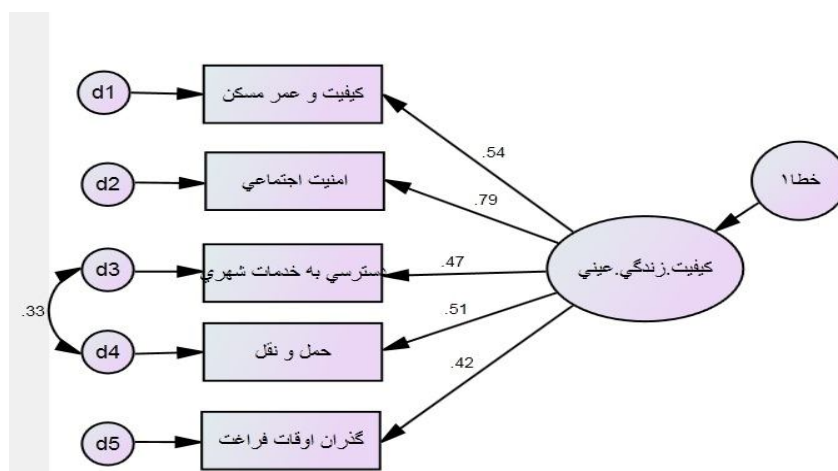 d1
کیفیت و عمر مسکن
.54
خطا۱
d2
امنیت اجتماعي
.79
d3
دسترسي به خدمات شهري
.47
کیفیت.زندگي.عیني
.33
d4
حمل و نقل
.51
.42
d5
گذران اوقات فراغت